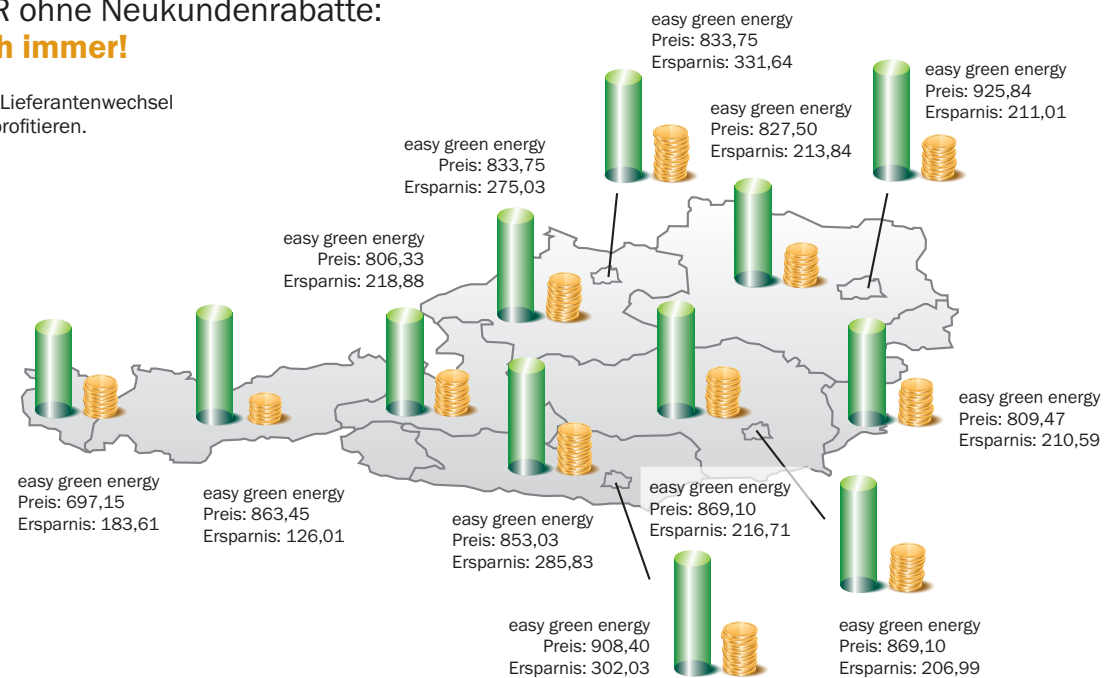 R ohne Neukundenrabatte:
h immer!
Lieferantenwechsel
profitieren.
easy green energy
Preis: 833,75
Ersparnis: 331,64
easy green energy
Preis: 925,84
Ersparnis: 211,01
easy green energy
Preis: 827,50
Ersparnis: 213,84
easy green energy
Preis: 833,75
Ersparnis: 275,03
easy green energy
Preis: 806,33
Ersparnis: 218,88
easy green energy
Preis: 809,47
Ersparnis: 210,59
easy green energy
Preis: 697,15
Ersparnis: 183,61
easy green energy
Preis: 863,45
Ersparnis: 126,01
easy green energy
Preis: 853,03
Ersparnis: 285,83
easy green energy
Preis: 869,10
Ersparnis: 216,71
easy green energy
Preis: 908,40
Ersparnis: 302,03
easy green energy
Preis: 869,10
Ersparnis: 206,99